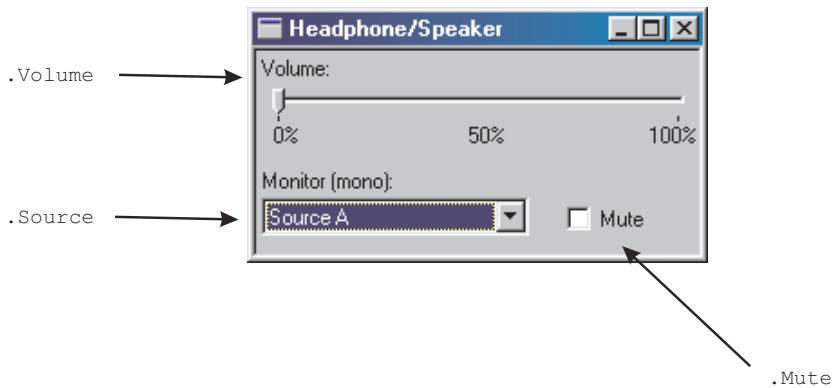 Headphone/Speaker
.Volume
Volume:
0% 50% 100%
Monitor (mono):
.Source
Source A
Mute
.Mute